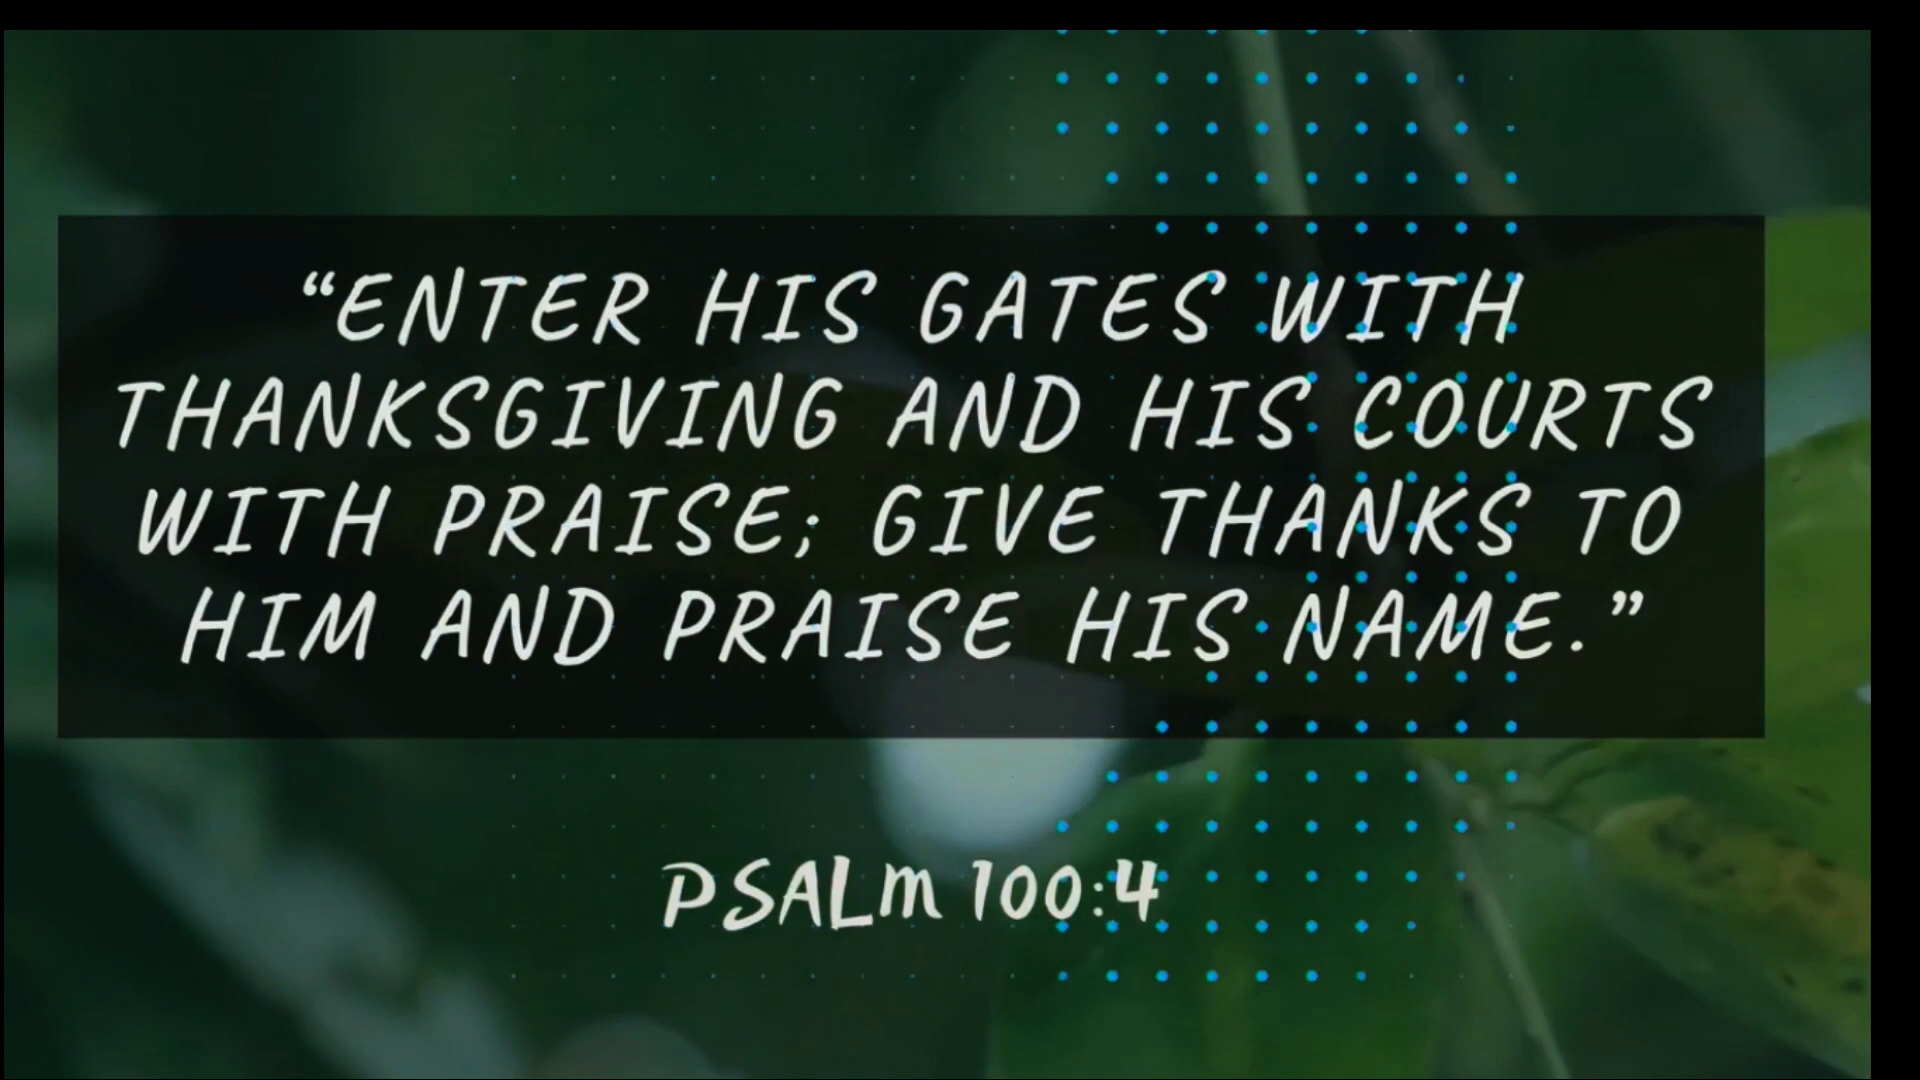 “ENTER HIS GATES WITH
THANKSGIVING AND HIS COURTS
WITH PRAISE; GIVE THANKS TO
HIM AND PRAISE HIS NAME.”
PSALM 100:4